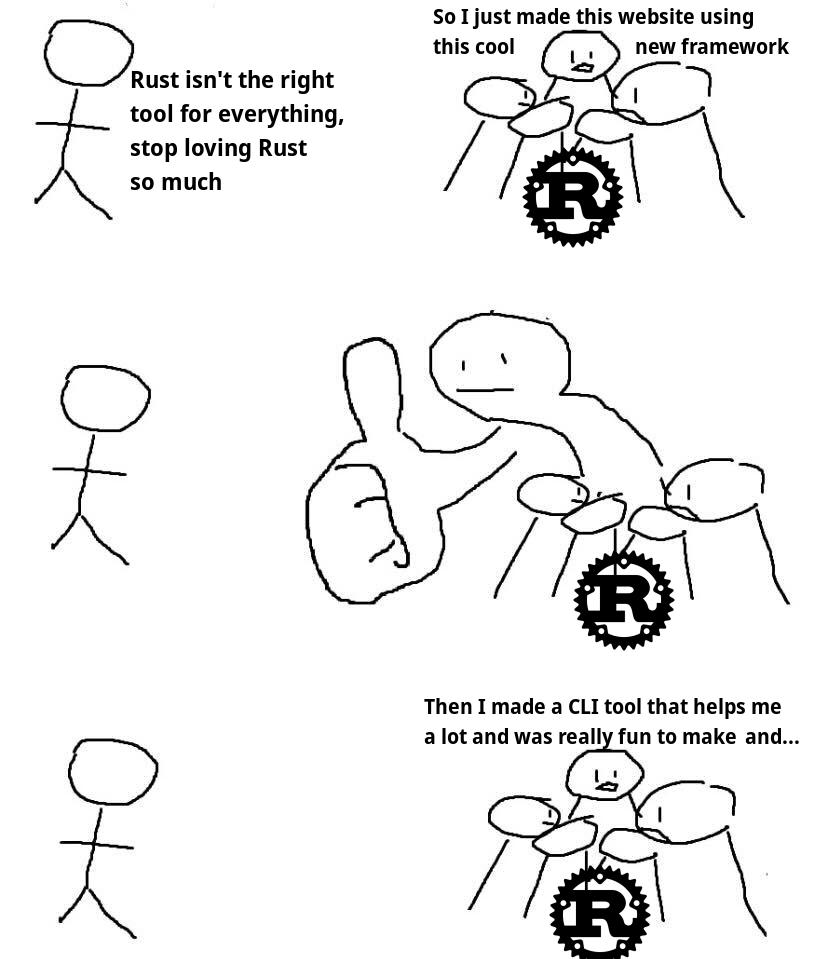 So I just made this website using
this cool new framework
Rust isn't the right
tool for everything,
stop loving Rust
so much
R
R
Then I made a CLI tool that helps me
a lot and was really fun to make and...
R